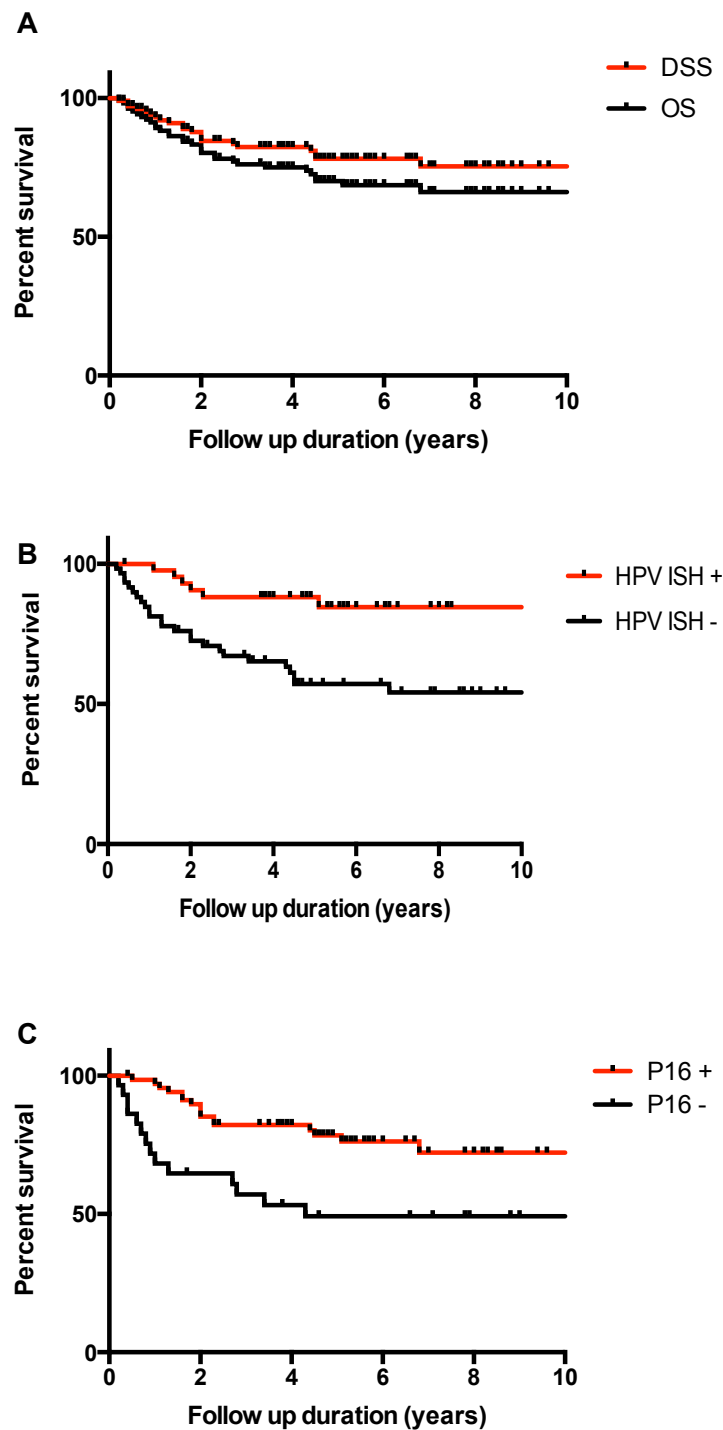 A
DSS
OS
100
50
0
Percent survival
0 2 4 6 8 10
Follow up duration (years)
B
HPV ISH +
HPV ISH -
100
50
0
Percent survival
0 2 4 6 8 10
Follow up duration (years)
C
P16 +
P16 -
100
50
0
Percent survival
0 2 4 6 8 10
Follow up duration (years)